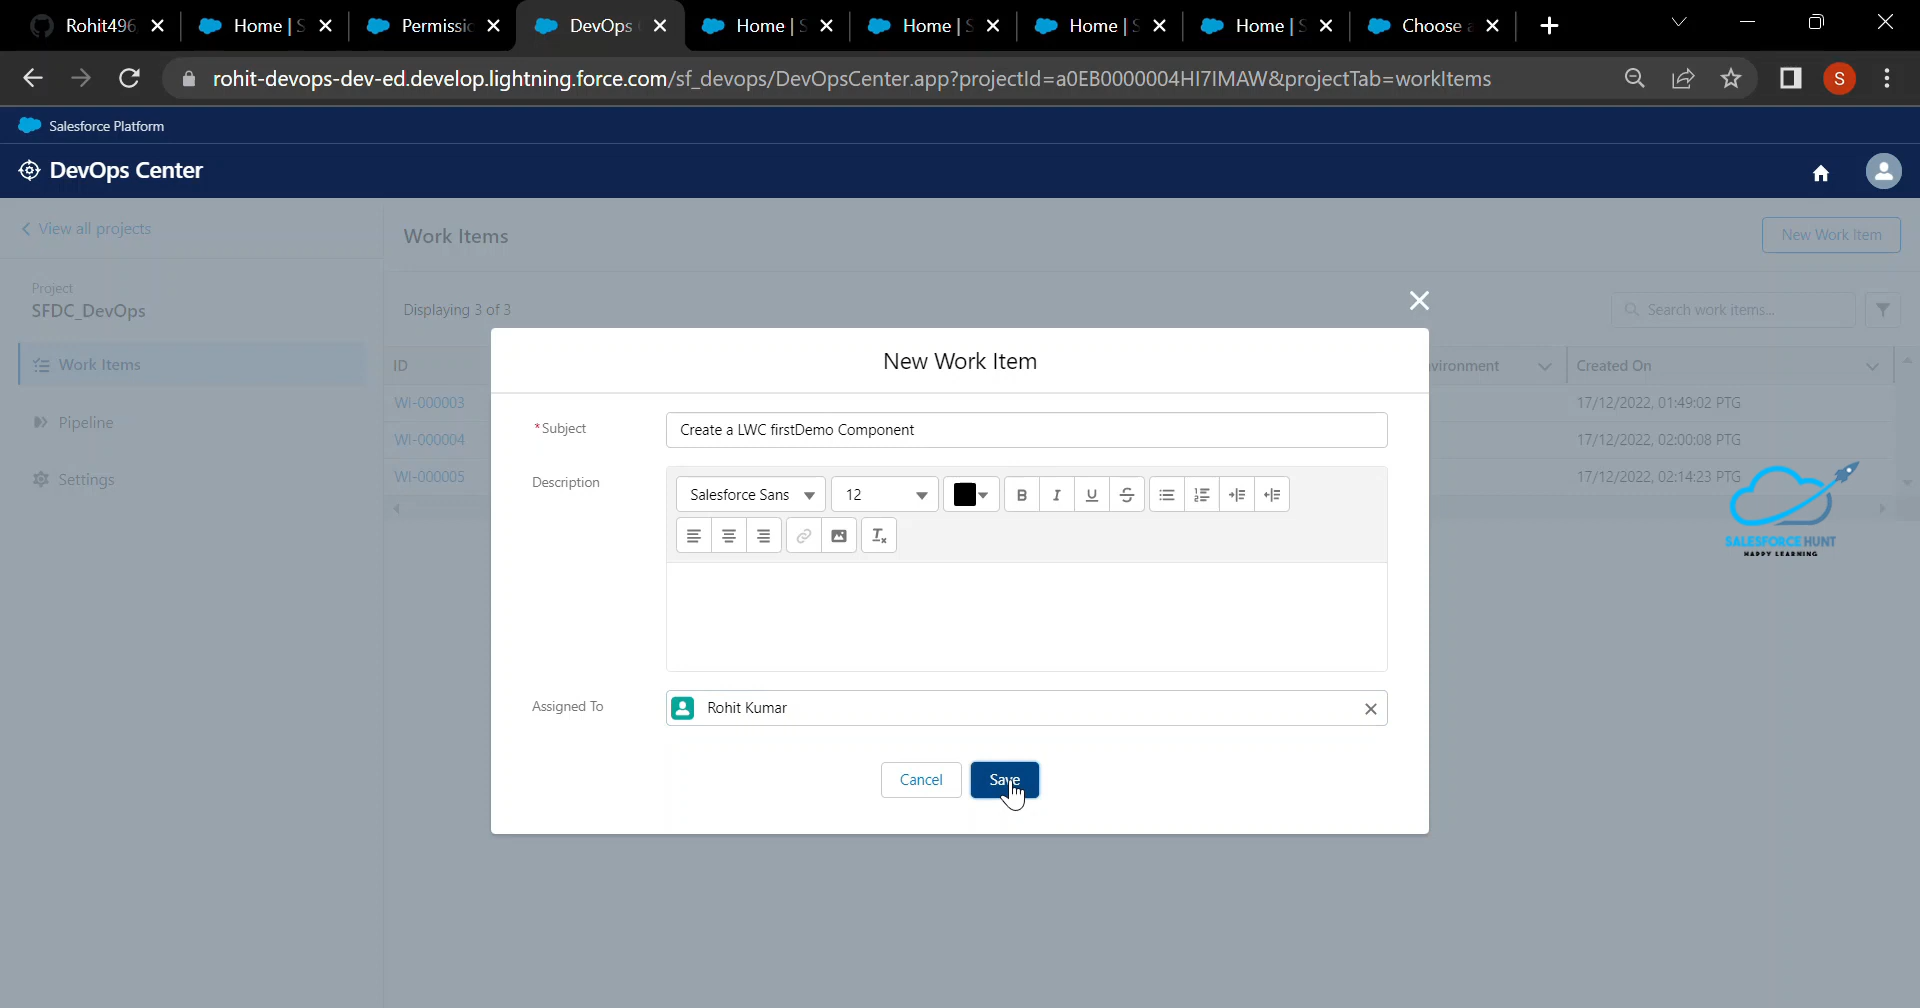 Rohit496
Home | S
Permissic
DevOps
Home | S
Home | S
Home | S
Home | S
Choose a
rohit-devops-dev-ed.develop.lightning.force.com/sf_devops/DevOpsCenter.app?projectId=a0EB0000004HI7IMAW&projectTab=workItems
S
Salesforce Platform
DevOps Center
View all projects
Work Items
New Work Item
Project
SFDC_DevOps
Displaying 3 of 3
Search work items...
Work Items
Pipeline
Settings
ID
vironment
Created On
WI-000003
17/12/2022, 01:49:02 PTG
WI-000004
17/12/2022, 02:00:08 PTG
WI-000005
17/12/2022, 02:14:23 PTG
New Work Item
*Subject
Create a LWC firstDemo Component
Description
Salesforce Sans
12
B I U S
Assigned To
Rohit Kumar
Cancel
Save
SALESFORCE HUNT
HAPPY LEARNING